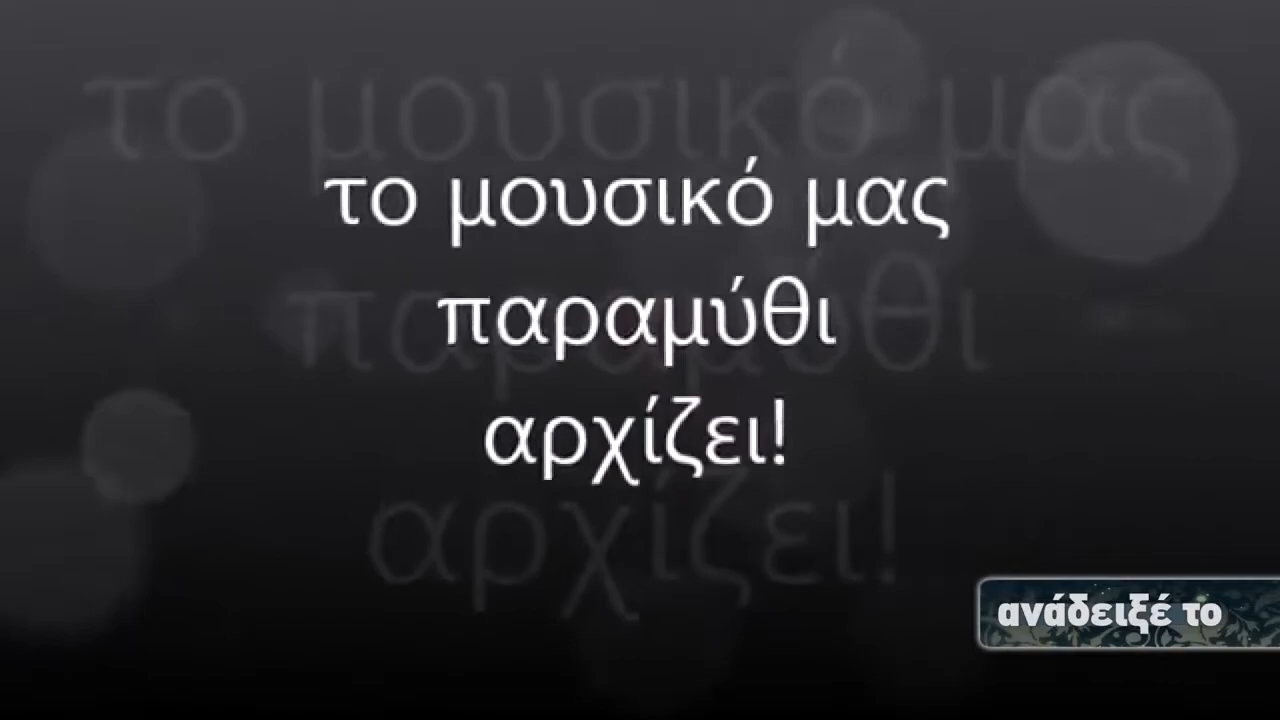 το μουσικό μας
παραμύθι
αρχίζει!
ανάδειξέ το